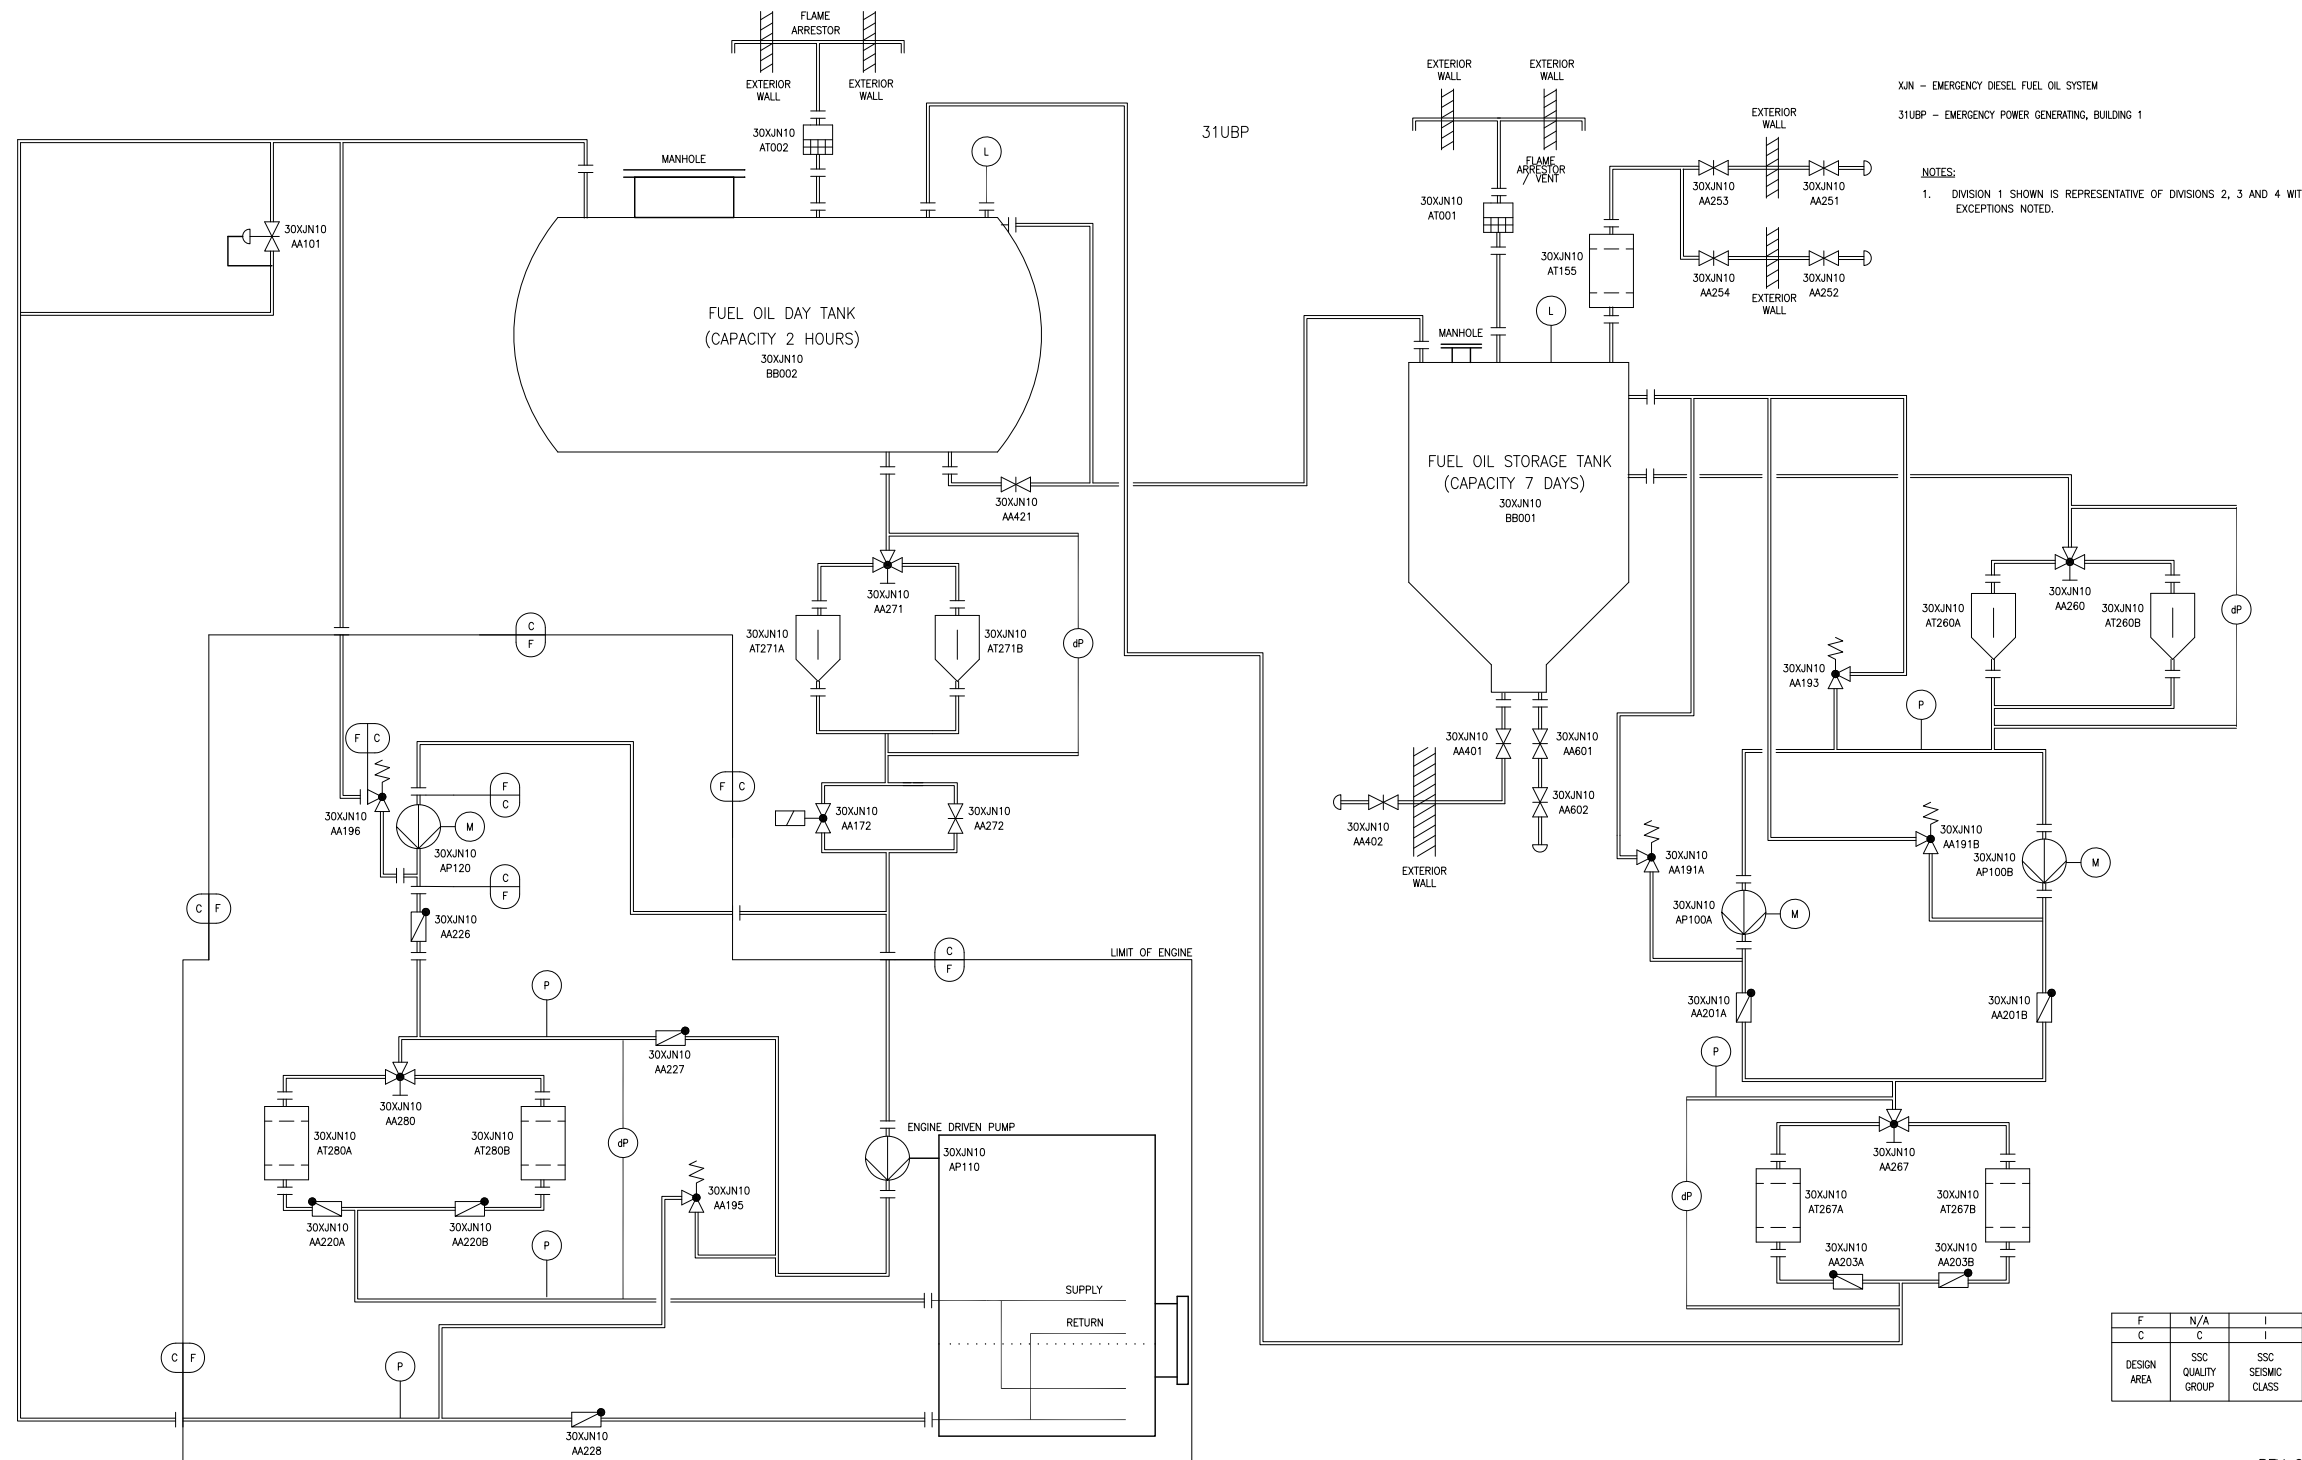 FLAME
ARRESTOR
EXTERIOR
WALL
EXTERIOR
WALL
30XJN10
AT002
MANHOLE
L
30XJN10
AA101
FUEL OIL DAY TANK
(CAPACITY 2 HOURS)
30XJN10
BB002
30XJN10
AA421
31UBP
EXTERIOR
WALL
EXTERIOR
WALL
FLAME
ARRESTOR
VENT
30XJN10
AT001
30XJN10
AT155
L
MANHOLE
EXTERIOR
WALL
30XJN10
AA253
30XJN10
AA251
30XJN10
AA254
30XJN10
AA252
EXTERIOR
WALL
XJN – EMERGENCY DIESEL FUEL OIL SYSTEM
31UBP – EMERGENCY POWER GENERATING, BUILDING 1
NOTES:
1. DIVISION 1 SHOWN IS REPRESENTATIVE OF DIVISIONS 2, 3 AND 4 WIT
EXCEPTIONS NOTED.
FUEL OIL STORAGE TANK
(CAPACITY 7 DAYS)
30XJN10
BB001
30XJN10
AA271
30XJN10
AT271A
30XJN10
AT271B
dP
C
F
F C
30XJN10
AA196
F
C
M
30XJN10
AP120
C
F
30XJN10
AA226
F C
30XJN10
AA172
30XJN10
AA272
C F
C
F
LIMIT OF ENGINE
P
30XJN10
AA227
30XJN10
AA280
30XJN10
AT280A
30XJN10
AT280B
dP
30XJN10
AA220A
30XJN10
AA220B
P
30XJN10
AA195
ENGINE DRIVEN PUMP
30XJN10
AP110
SUPPLY
RETURN
C F
P
30XJN10
AA228
30XJN10
AA401
30XJN10
AA601
30XJN10
AA602
30XJN10
AA402
EXTERIOR
WALL
30XJN10
AA260
30XJN10
AT260A
30XJN10
AT260B
dP
30XJN10
AA193
P
30XJN10
AA191A
30XJN10
AA191B
30XJN10
AP100B
M
30XJN10
AP100A
M
30XJN10
AA201A
30XJN10
AA201B
P
30XJN10
AA267
dP
30XJN10
AT267A
30XJN10
AT267B
30XJN10
AA203A
30XJN10
AA203B
F N/A I
C C I
DESIGN
AREA
SSC
QUALITY
GROUP
SSC
SEISMIC
CLASS